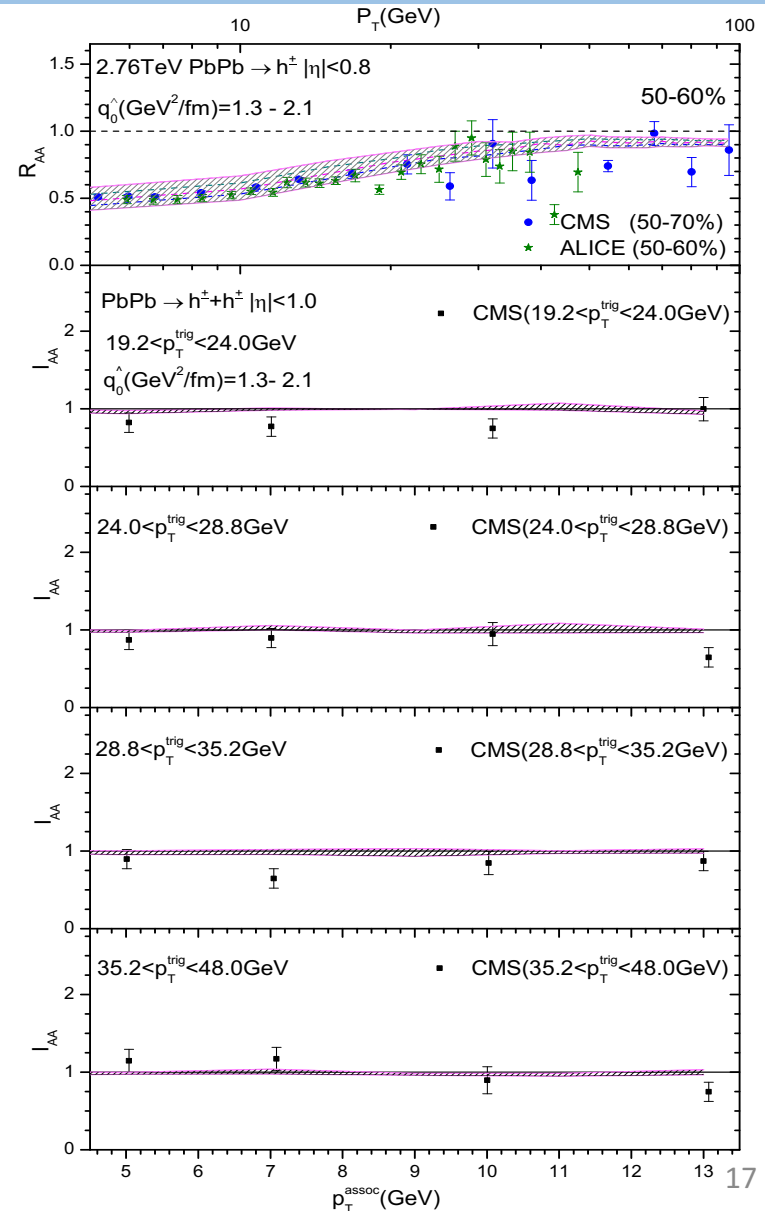 P_T(GeV)
10 100
1.5
1.0
0.5
0.0
R_AA
2.76TeV PbPb → h^± |η|<0.8
q̂_0(GeV²/fm)=1.3 - 2.1
50-60%
CMS (50-70%)
ALICE (50-60%)
PbPb → h^±+h^± |η|<1.0
19.2<p_T^trig<24.0GeV
q̂_0(GeV²/fm)=1.3- 2.1
CMS(19.2<p_T^trig<24.0GeV)
2
1
0
I_AA
24.0<p_T^trig<28.8GeV
CMS(24.0<p_T^trig<28.8GeV)
2
1
0
I_AA
28.8<p_T^trig<35.2GeV
CMS(28.8<p_T^trig<35.2GeV)
2
1
0
I_AA
35.2<p_T^trig<48.0GeV
CMS(35.2<p_T^trig<48.0GeV)
2
1
0
I_AA
5 6 7 8 9 10 11 12 13
p_T^assoc(GeV)
17